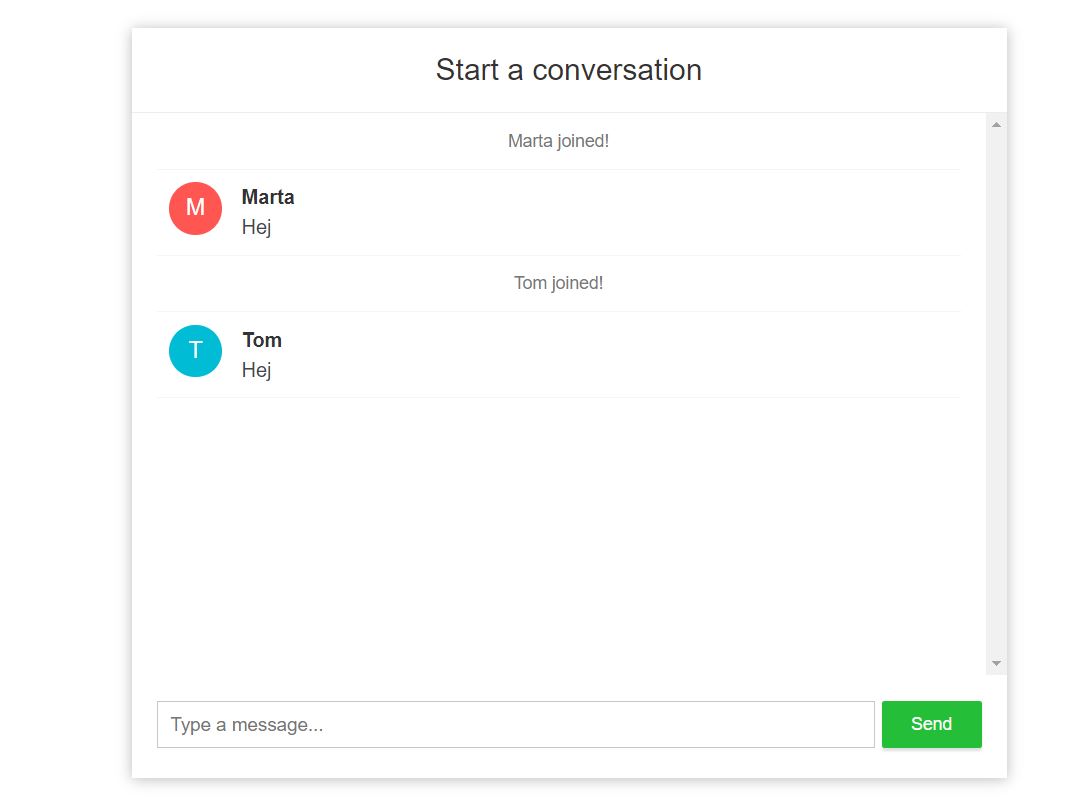 Start a conversation
Marta joined!
M
Marta
Hej
Tom joined!
T
Tom
Hej
Type a message...
Send